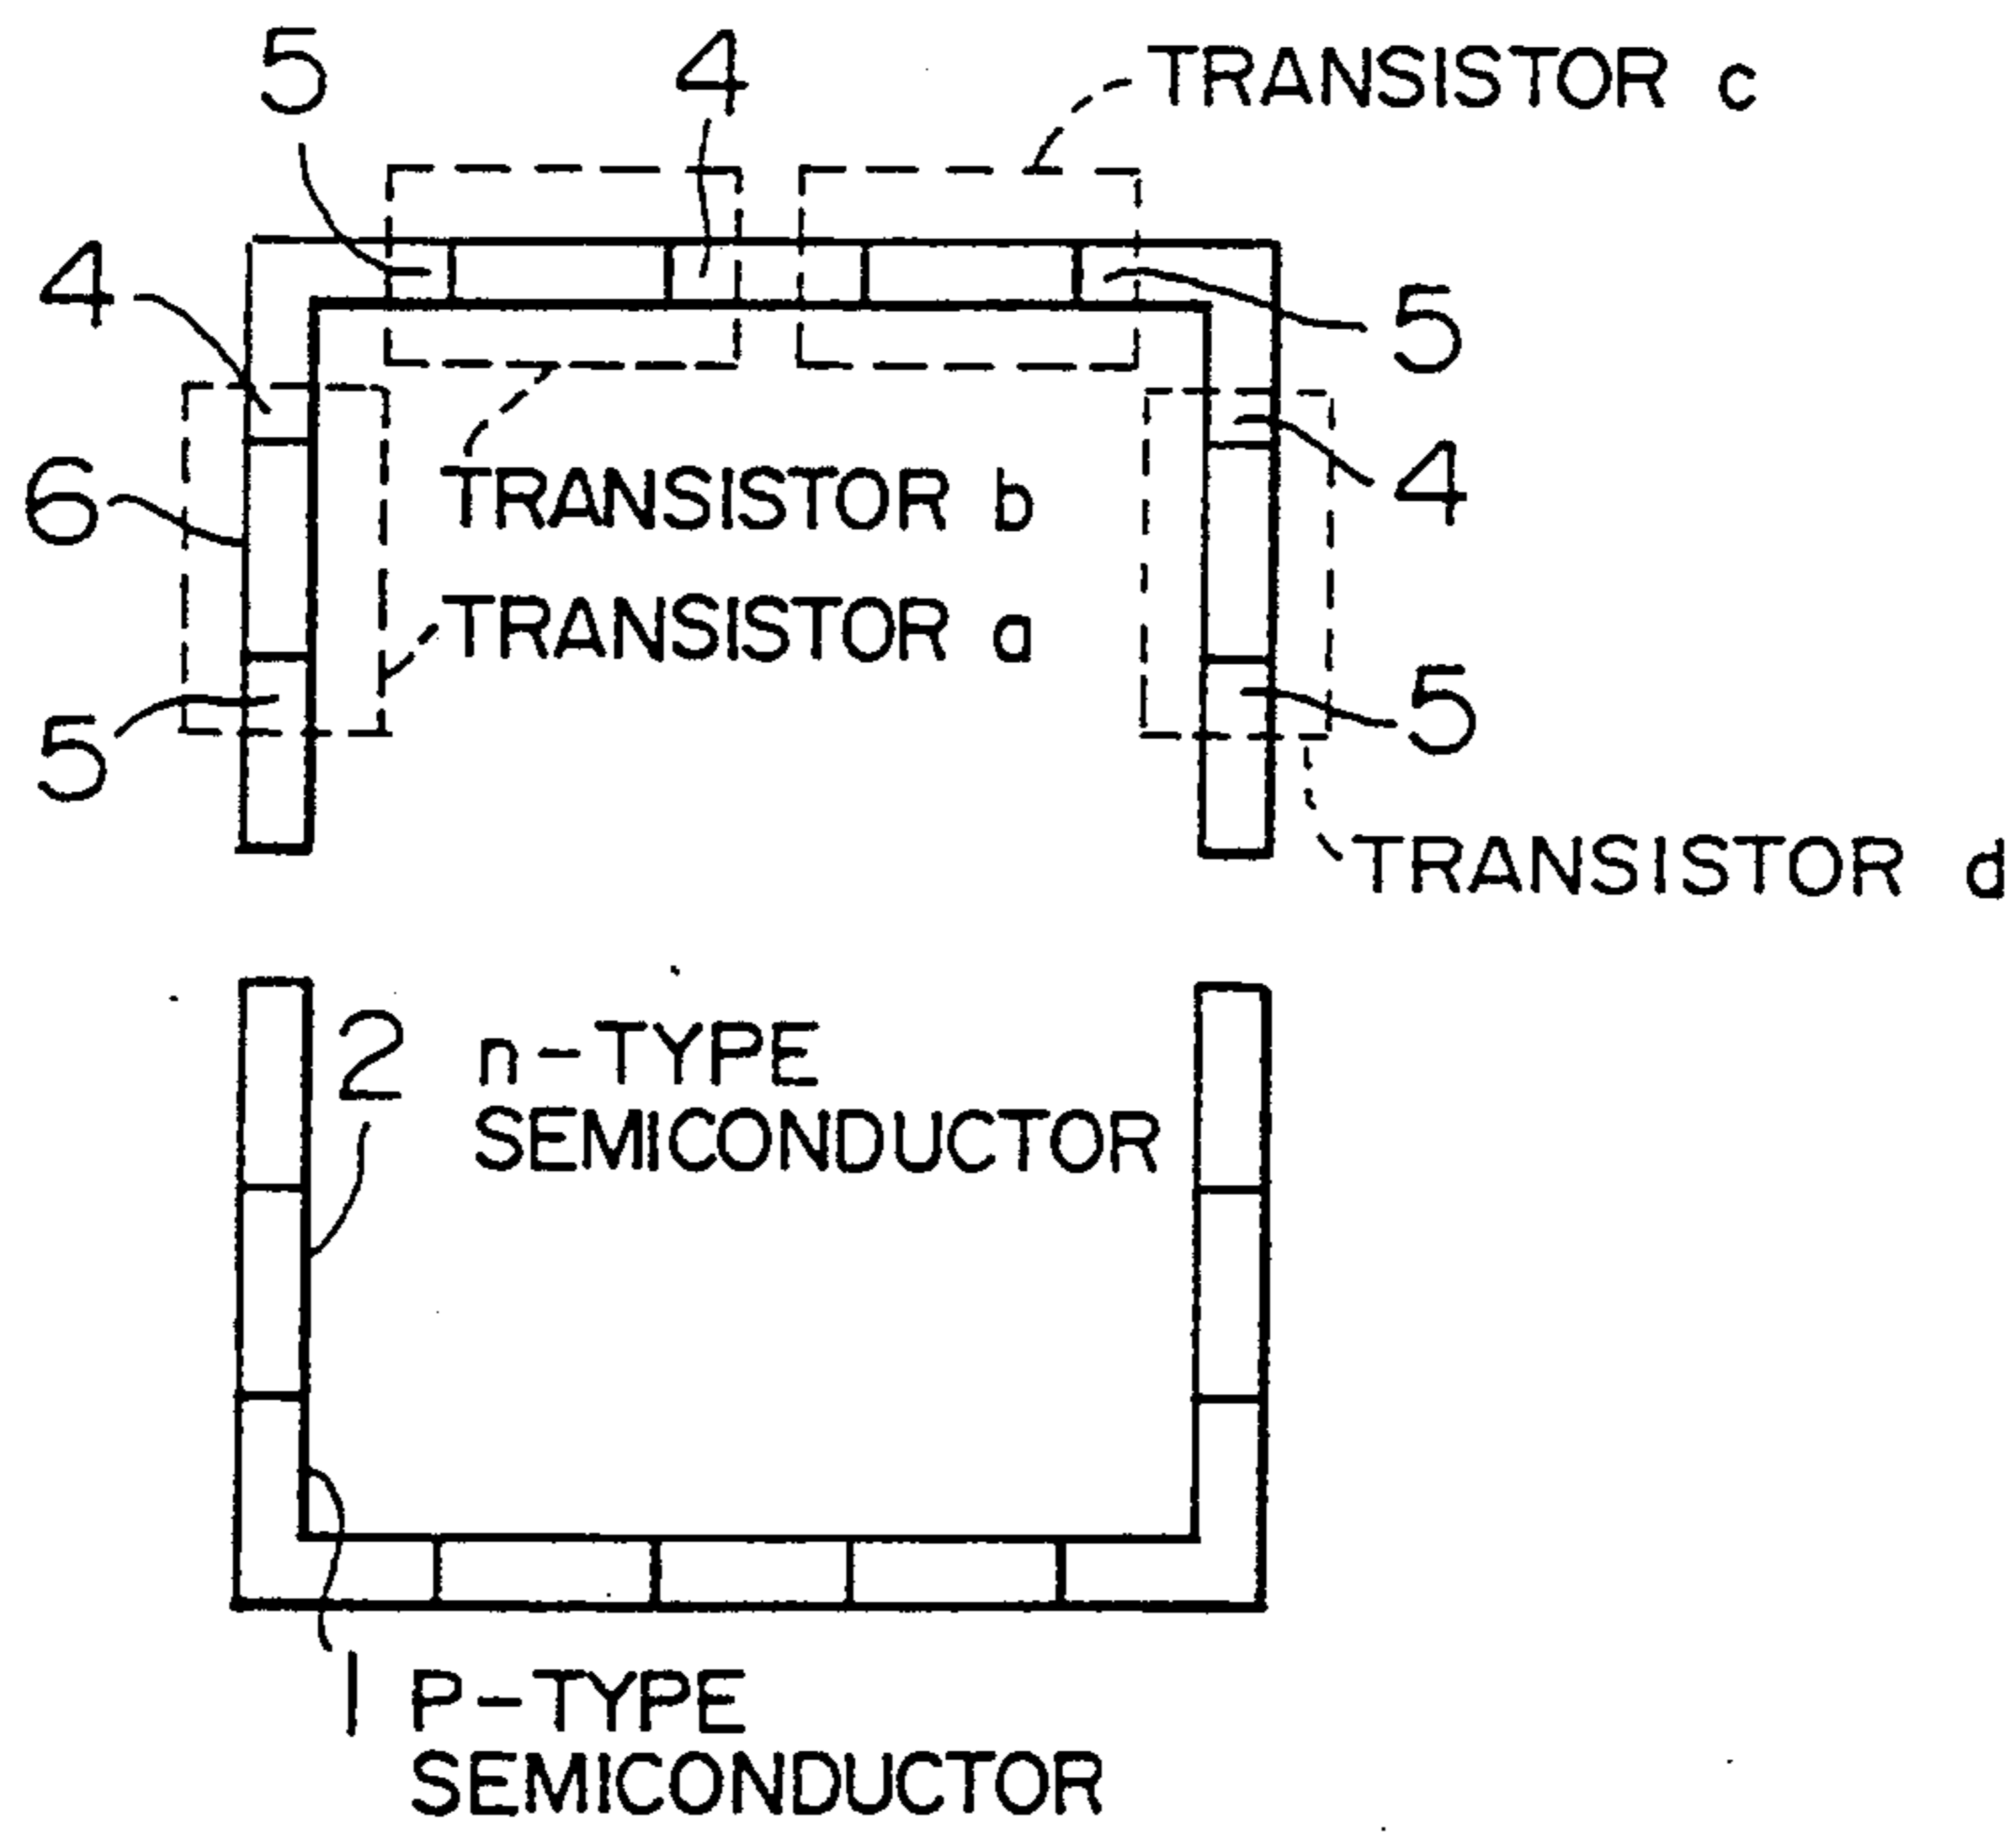 5
4
TRANSISTOR c
4
5
6
TRANSISTOR b
4
TRANSISTOR a
5
5
TRANSISTOR d
2 n-TYPE
SEMICONDUCTOR
1 P-TYPE
SEMICONDUCTOR